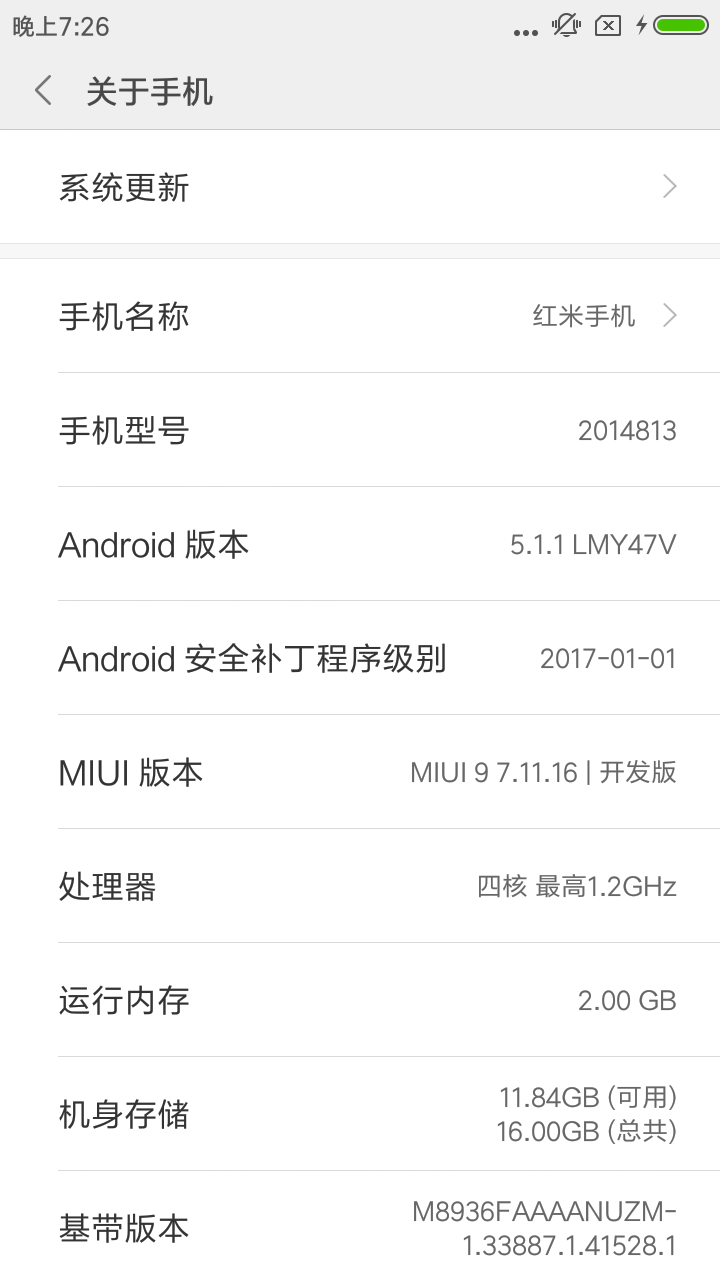 晚上7:26
关于手机
系统更新
手机名称
红米手机
手机型号
2014813
Android 版本
5.1.1 LMY47V
Android 安全补丁程序级别
2017-01-01
MIUI 版本
MIUI 9 7.11.16 | 开发版
处理器
四核 最高1.2GHz
运行内存
2.00 GB
机身存储
11.84GB (可用)
16.00GB (总共)
基带版本
M8936FAAAANUZM-
1.33887.1.41528.1